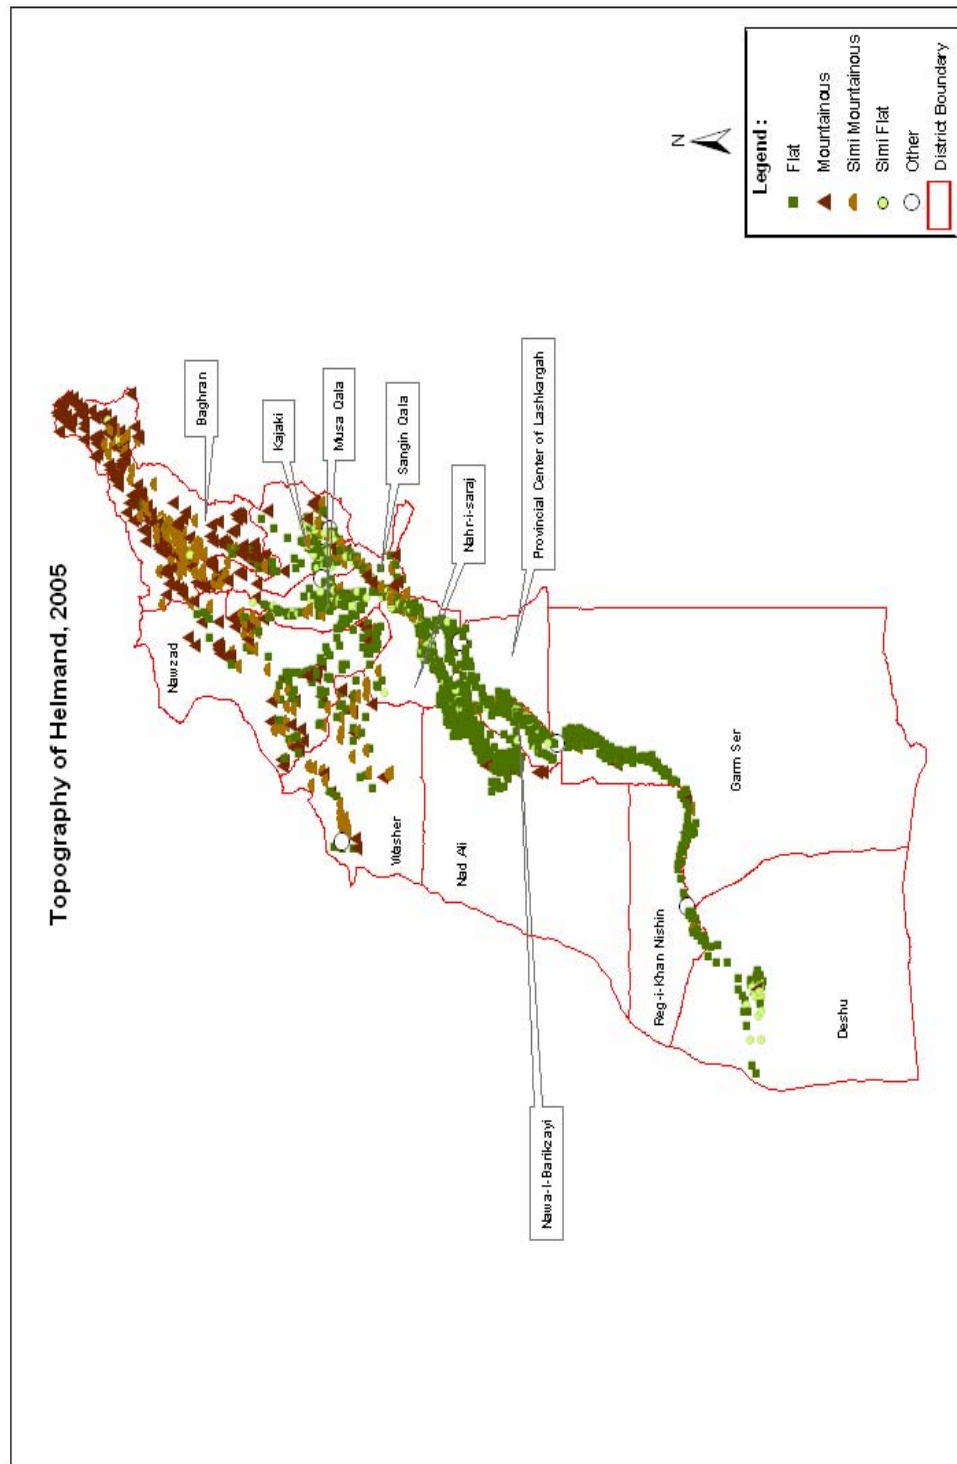 Topography of Helmand, 2005
N
Legend :
Flat
Mountainous
Simi Mountainous
Simi Flat
Other
District Boundary
Baghran
Kajaki
Musa Qala
Sangin Qala
Nahr-i-saraj
Provincial Center of Lashkargah
Nawzad
Washer
Nad Ali
Garm Ser
Reg-i-Khan Nishin
Deshu
Nawa-I-Barikzayi